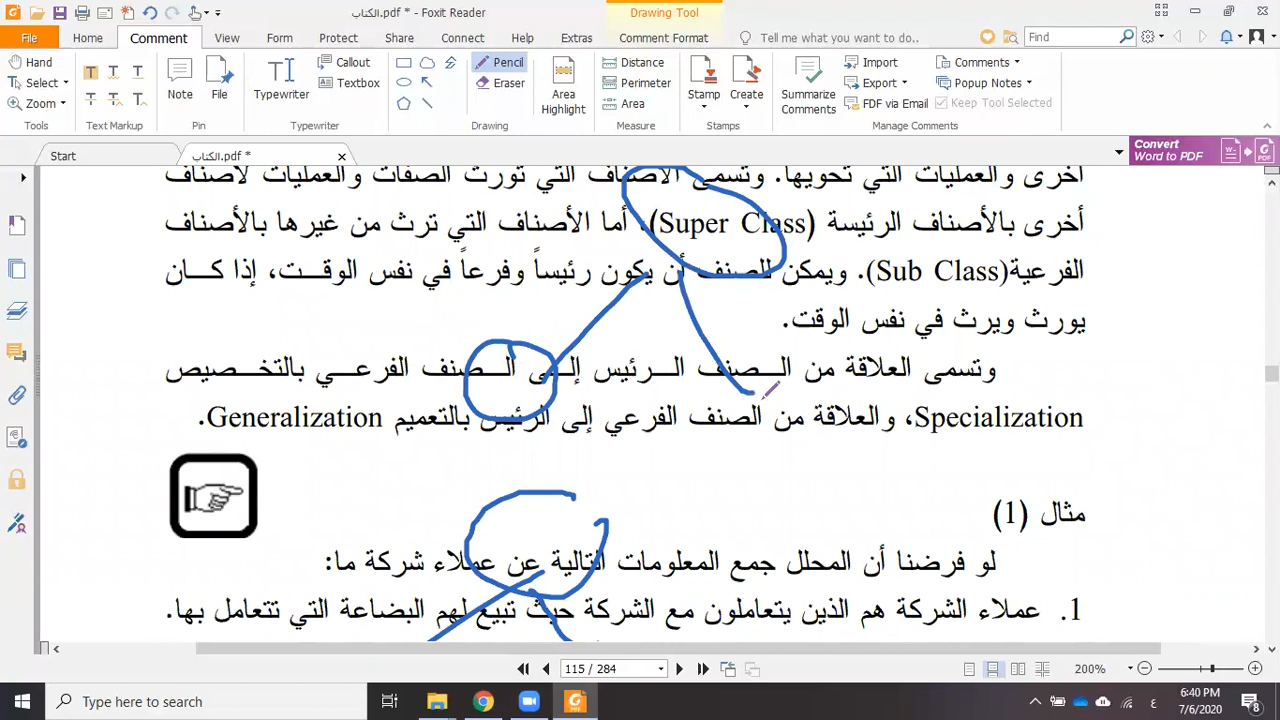 الكتاب.pdf * - Foxit Reader
Drawing Tool
File Home Comment View Form Protect Share Connect Help Extras Comment Format Tell me what you want to do.. Find
Hand
Select
Zoom
Tools
Text Markup
Note
File
Pin
Typewriter
Callout
Textbox
Typewriter
Pencil
Eraser
Area Highlight
Drawing
Distance
Perimeter
Area
Measure
Stamp
Create
Stamps
Summarize Comments
Import
Export
FDF via Email
Comments
Popup Notes
Keep Tool Selected
Manage Comments
Start
الكتاب.pdf *
Convert Word to PDF
أخرى والعمليات التي تحويها. وتسمى الأصناف التي تورث الصفات والعمليات لأصناف
أخرى بالأصناف الرئيسة (Super Class)، أما الأصناف التي ترث من غيرها بالأصناف
الفرعية(Sub Class). ويمكن للصنف أن يكون رئيساً وفرعاً في نفس الوقت، إذا كان
يورث ويرث في نفس الوقت.
وتسمى العلاقة من الصنف الرئيس إلى الصنف الفرعي بالتخصيص
Specialization، والعلاقة من الصنف الفرعي إلى الرئيس بالتعميم Generalization.
مثال (1)
لو فرضنا أن المحلل جمع المعلومات التالية عن عملاء شركة ما:
1. عملاء الشركة هم الذين يتعاملون مع الشركة حيث تبيع لهم البضاعة التي تتعامل بها.
115 / 284
200%
Type here to search
6:40 PM
7/6/2020
ع
8